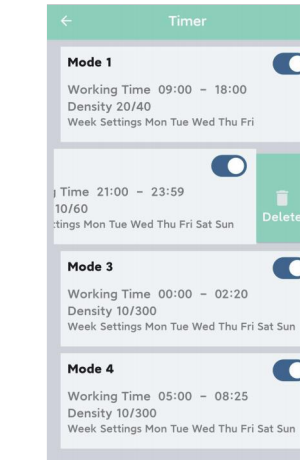 Timer
Mode 1
Working Time 09:00 - 18:00
Density 20/40
Week Settings Mon Tue Wed Thu Fri
Time 21:00 - 23:59
10/60
tings Mon Tue Wed Thu Fri Sat Sun
Delete
Mode 3
Working Time 00:00 - 02:20
Density 10/300
Week Settings Mon Tue Wed Thu Fri Sat Sun
Mode 4
Working Time 05:00 - 08:25
Density 10/300
Week Settings Mon Tue Wed Thu Fri Sat Sun